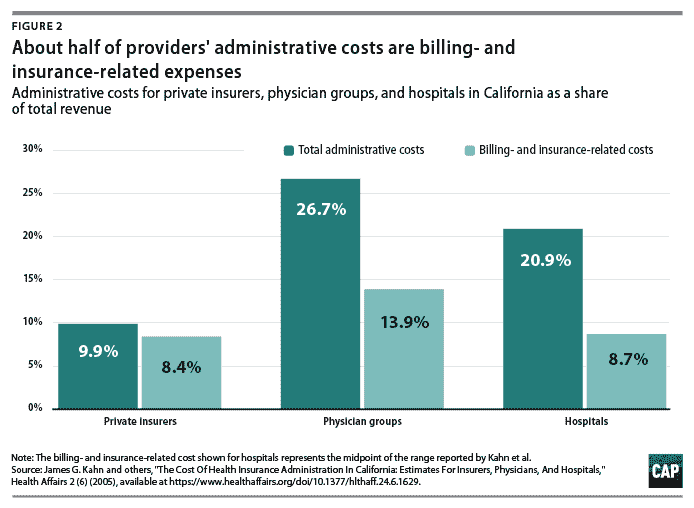 FIGURE 2
About half of providers' administrative costs are billing- and
insurance-related expenses
Administrative costs for private insurers, physician groups, and hospitals in California as a share
of total revenue
30%
Total administrative costs
Billing- and insurance-related costs
25%
20%
15%
10%
5%
0%
9.9%
8.4%
26.7%
13.9%
20.9%
8.7%
Private insurers
Physician groups
Hospitals
Note: The billing- and insurance-related cost shown for hospitals represents the midpoint of the range reported by Kahn et al.
Source: James G. Kahn and others, "The Cost Of Health Insurance Administration In California: Estimates For Insurers, Physicians, And Hospitals,"
Health Affairs 2 (6) (2005), available at https://www.healthaffairs.org/doi/10.1377/hlthaff.24.6.1629.
CAP